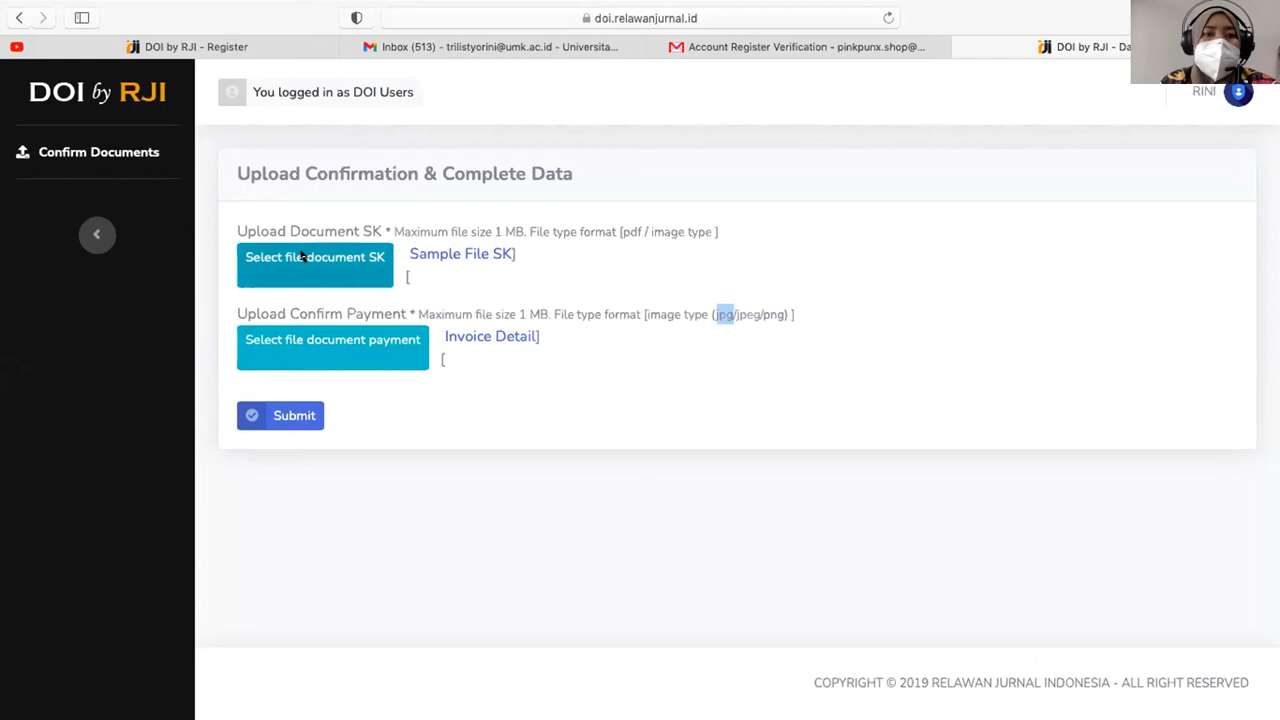 doi.relawanjurnal.id
DOI by RJI - Register
Inbox (513) - trilistyorini@umk.ac.id - Universita...
Account Register Verification - pinkpunx.shop@...
DOI by RJI - Da
DOI by RJI
You logged in as DOI Users
RINI
Confirm Documents
Upload Confirmation & Complete Data
Upload Document SK * Maximum file size 1 MB. File type format [pdf / image type ]
Select file document SK
Sample File SK]
[
Upload Confirm Payment * Maximum file size 1 MB. File type format [image type (jpg/jpeg/png) ]
Select file document payment
Invoice Detail]
[
Submit
COPYRIGHT © 2019 RELAWAN JURNAL INDONESIA - ALL RIGHT RESERVED